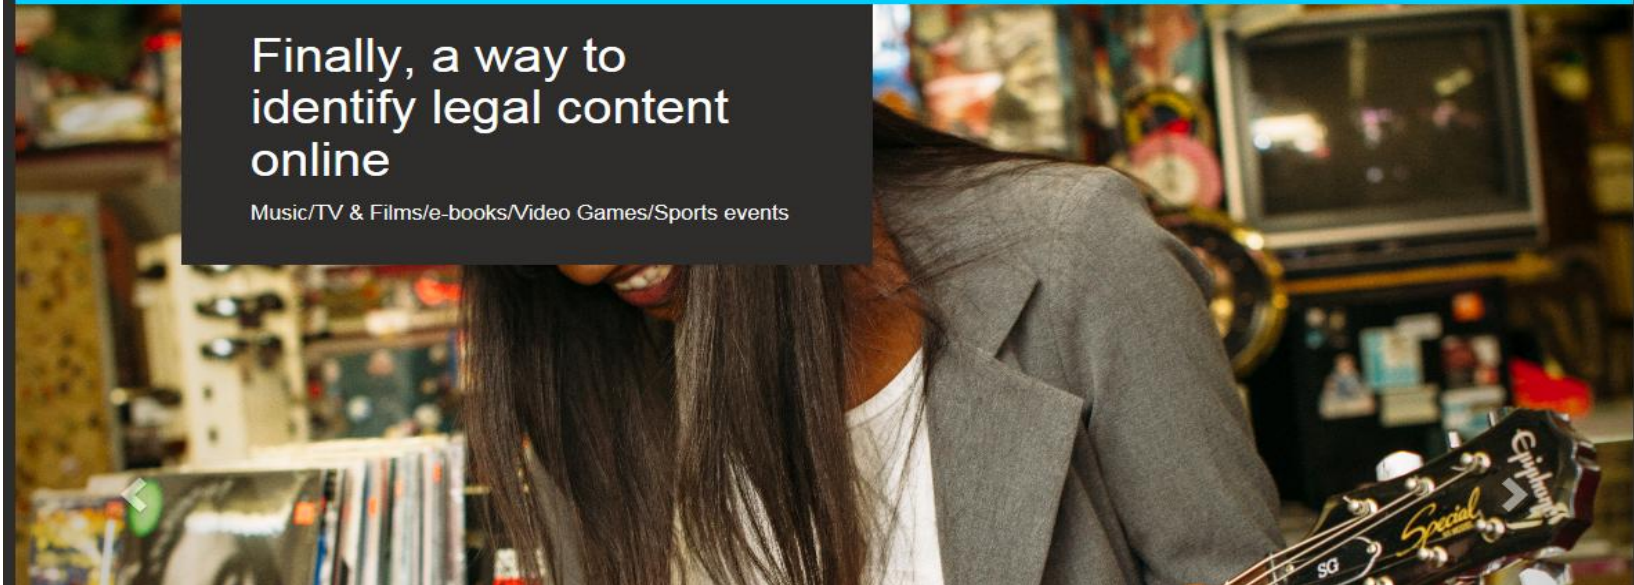 Finally, a way to
identify legal content
online
Music/TV & Films/e-books/Video Games/Sports events
Epiphone
Special
SG